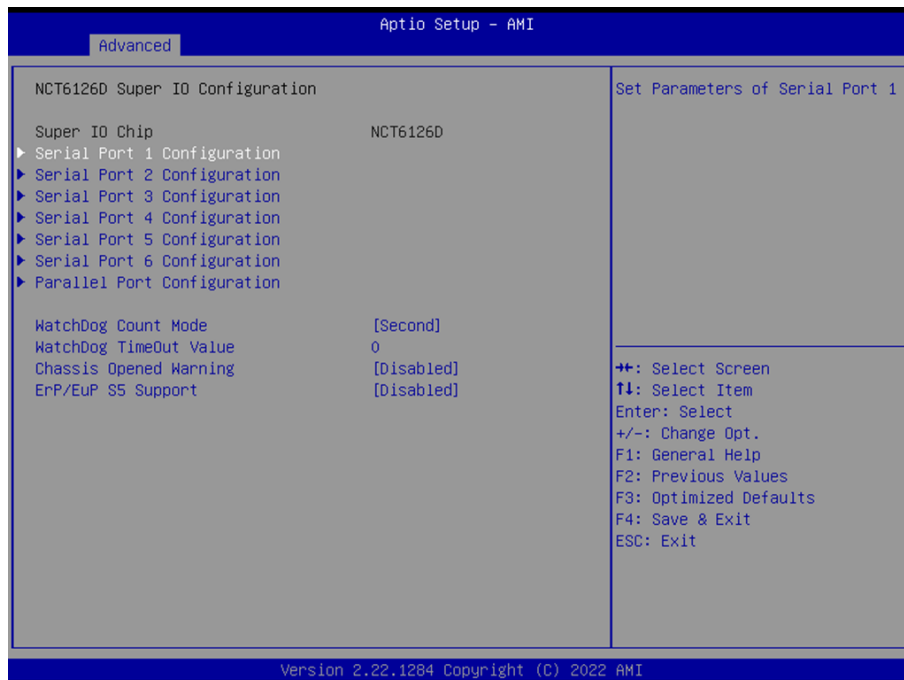 Aptio Setup – AMI
Advanced
NCT6126D Super IO Configuration
Super IO Chip NCT6126D
Serial Port 1 Configuration
Serial Port 2 Configuration
Serial Port 3 Configuration
Serial Port 4 Configuration
Serial Port 5 Configuration
Serial Port 6 Configuration
Parallel Port Configuration
WatchDog Count Mode [Second]
WatchDog TimeOut Value 0
Chassis Opened Warning [Disabled]
ErP/EuP S5 Support [Disabled]
Set Parameters of Serial Port 1
→←: Select Screen
↑↓: Select Item
Enter: Select
+/-: Change Opt.
F1: General Help
F2: Previous Values
F3: Optimized Defaults
F4: Save & Exit
ESC: Exit
Version 2.22.1284 Copyright (C) 2022 AMI